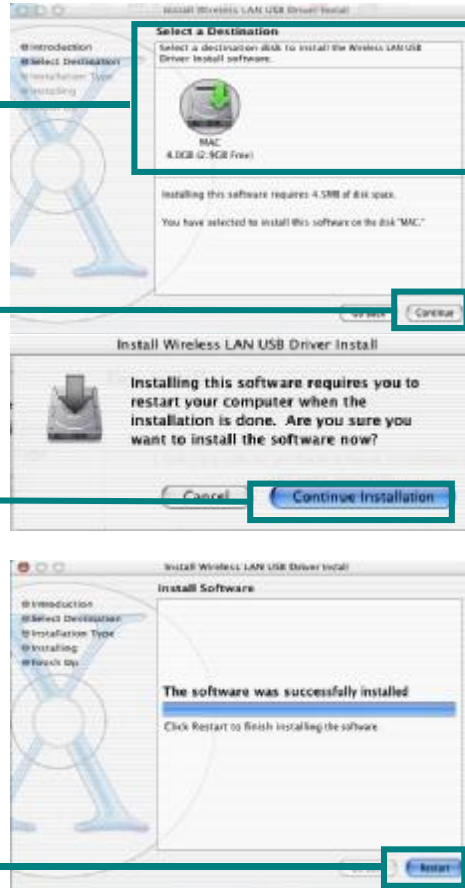 Install Wireless LAN USB Driver Install
Select a Destination
Introduction
Select Destination
Installation Type
Installing
Select a destination disk to install the Wireless LAN USB
Driver Install software.
MAC
4.0GB (2.9GB Free)
Installing this software requires 4.5MB of disk space.
You have selected to install this software on the disk "MAC."
Go Back
Continue
Install Wireless LAN USB Driver Install
Installing this software requires you to
restart your computer when the
installation is done. Are you sure you
want to install the software now?
Cancel
Continue Installation
Install Wireless LAN USB Driver Install
Install Software
Introduction
Select Destination
Installation Type
Installing
Finish Up
The software was successfully installed
Click Restart to finish installing the software
Restart